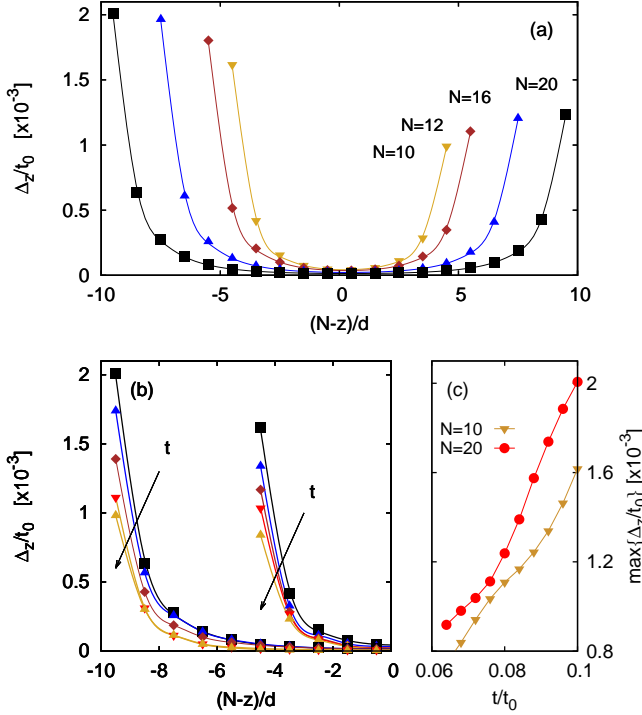 (a)
2
1.5
1
0.5
0
Δz/t0 [x10-3]
N=20
N=16
N=12
N=10
-10 -5 0 5 10
(N-z)/d
(b)
2
1.5
1
0.5
0
Δz/t0 [x10-3]
t
t
-10 -8 -6 -4 -2 0
(N-z)/d
(c)
N=10
N=20
2
1.6
1.2
0.8
max{Δz/t0} [x10-3]
0.06 0.08 0.1
t/t0